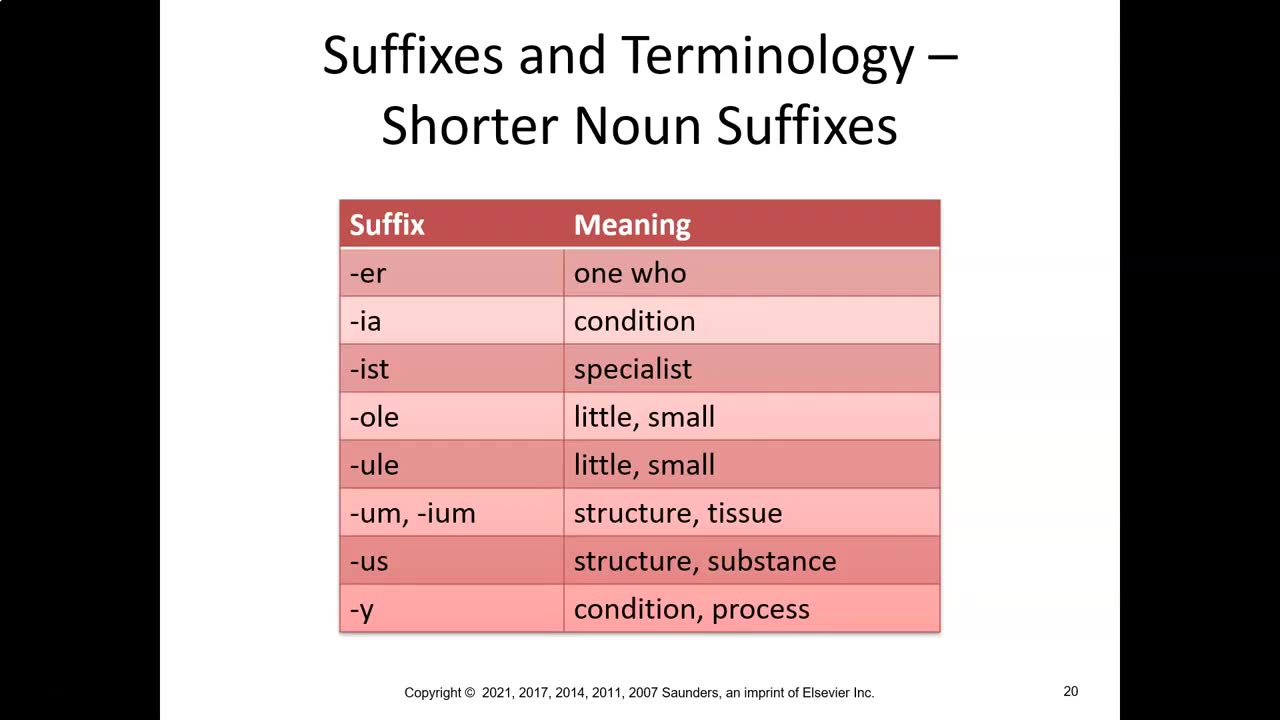 Suffixes and Terminology –
Shorter Noun Suffixes
Suffix Meaning
-er one who
-ia condition
-ist specialist
-ole little, small
-ule little, small
-um, -ium structure, tissue
-us structure, substance
-y condition, process
Copyright © 2021, 2017, 2014, 2011, 2007 Saunders, an imprint of Elsevier Inc. 20